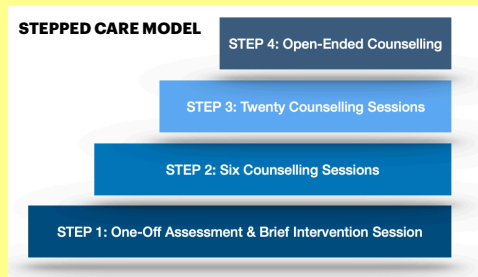 STEPPED CARE MODEL
STEP 4: Open-Ended Counselling
STEP 3: Twenty Counselling Sessions
STEP 2: Six Counselling Sessions
STEP 1: One-Off Assessment & Brief Intervention Session